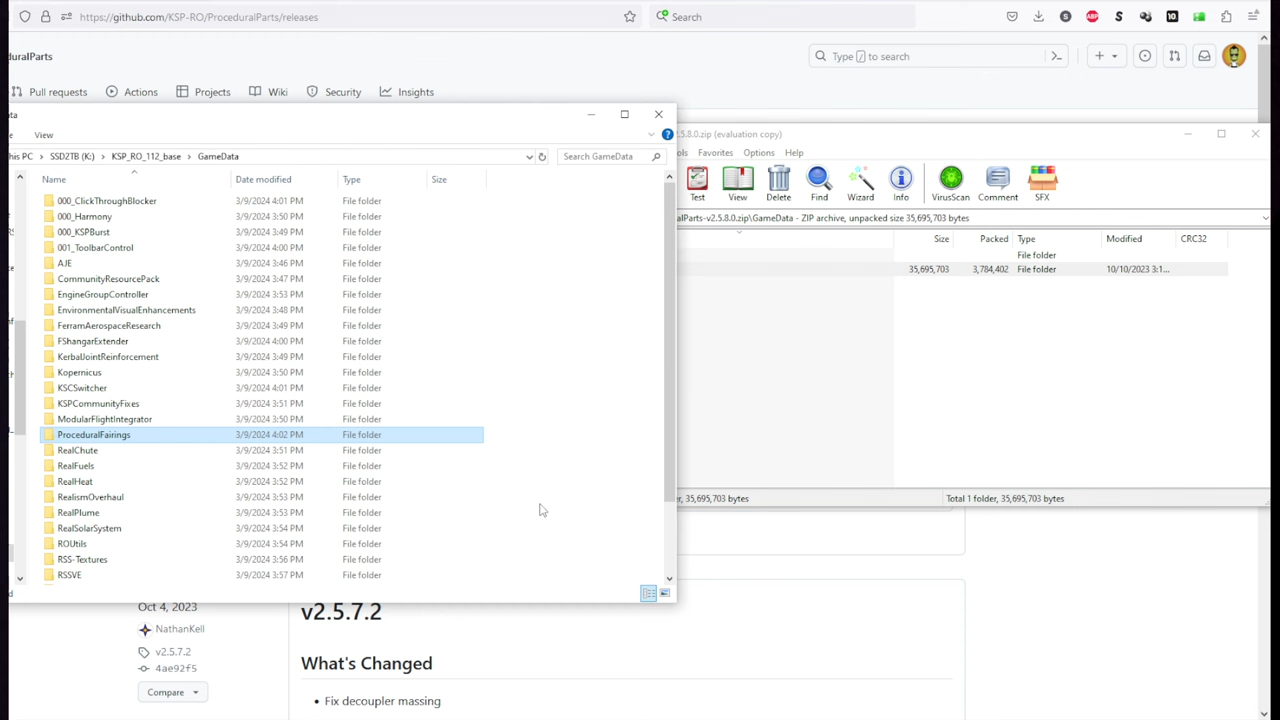 https://github.com/KSP-RO/ProceduralParts/releases
Search
duralParts
Type / to search
Pull requests
Actions
Projects
Wiki
Security
Insights
ata
View
his PC > SSD2TB (K:) > KSP_RO_112_base > GameData
Search GameData
Name Date modified Type Size
000_ClickThroughBlocker 3/9/2024 4:01 PM File folder
000_Harmony 3/9/2024 3:50 PM File folder
000_KSPBurst 3/9/2024 3:49 PM File folder
001_ToolbarControl 3/9/2024 4:00 PM File folder
AJE 3/9/2024 3:46 PM File folder
CommunityResourcePack 3/9/2024 3:47 PM File folder
EngineGroupController 3/9/2024 3:53 PM File folder
EnvironmentalVisualEnhancements 3/9/2024 3:48 PM File folder
FerramAerospaceResearch 3/9/2024 3:49 PM File folder
FShangarExtender 3/9/2024 4:00 PM File folder
KerbalJointReinforcement 3/9/2024 3:49 PM File folder
Kopernicus 3/9/2024 3:50 PM File folder
KSCSwitcher 3/9/2024 4:01 PM File folder
KSPCommunityFixes 3/9/2024 3:51 PM File folder
ModularFlightIntegrator 3/9/2024 3:50 PM File folder
ProceduralFairings 3/9/2024 4:02 PM File folder
RealChute 3/9/2024 3:51 PM File folder
RealFuels 3/9/2024 3:52 PM File folder
RealHeat 3/9/2024 3:52 PM File folder
RealismOverhaul 3/9/2024 3:53 PM File folder
RealPlume 3/9/2024 3:53 PM File folder
RealSolarSystem 3/9/2024 3:54 PM File folder
ROUtils 3/9/2024 3:54 PM File folder
RSS-Textures 3/9/2024 3:56 PM File folder
RSSVE 3/9/2024 3:57 PM File folder
2.5.8.0.zip (evaluation copy)
ols Favorites Options Help
Test View Delete Find Wizard Info VirusScan Comment SFX
alParts-v2.5.8.0.zip\GameData - ZIP archive, unpacked size 35,695,703 bytes
Size Packed Type Modified CRC32
File folder
35,695,703 3,784,402 File folder 10/10/2023 3:1...
er, 35,695,703 bytes
Total 1 folder, 35,695,703 bytes
Oct 4, 2023
NathanKell
v2.5.7.2
4ae92f5
Compare
v2.5.7.2
What's Changed
• Fix decoupler massing